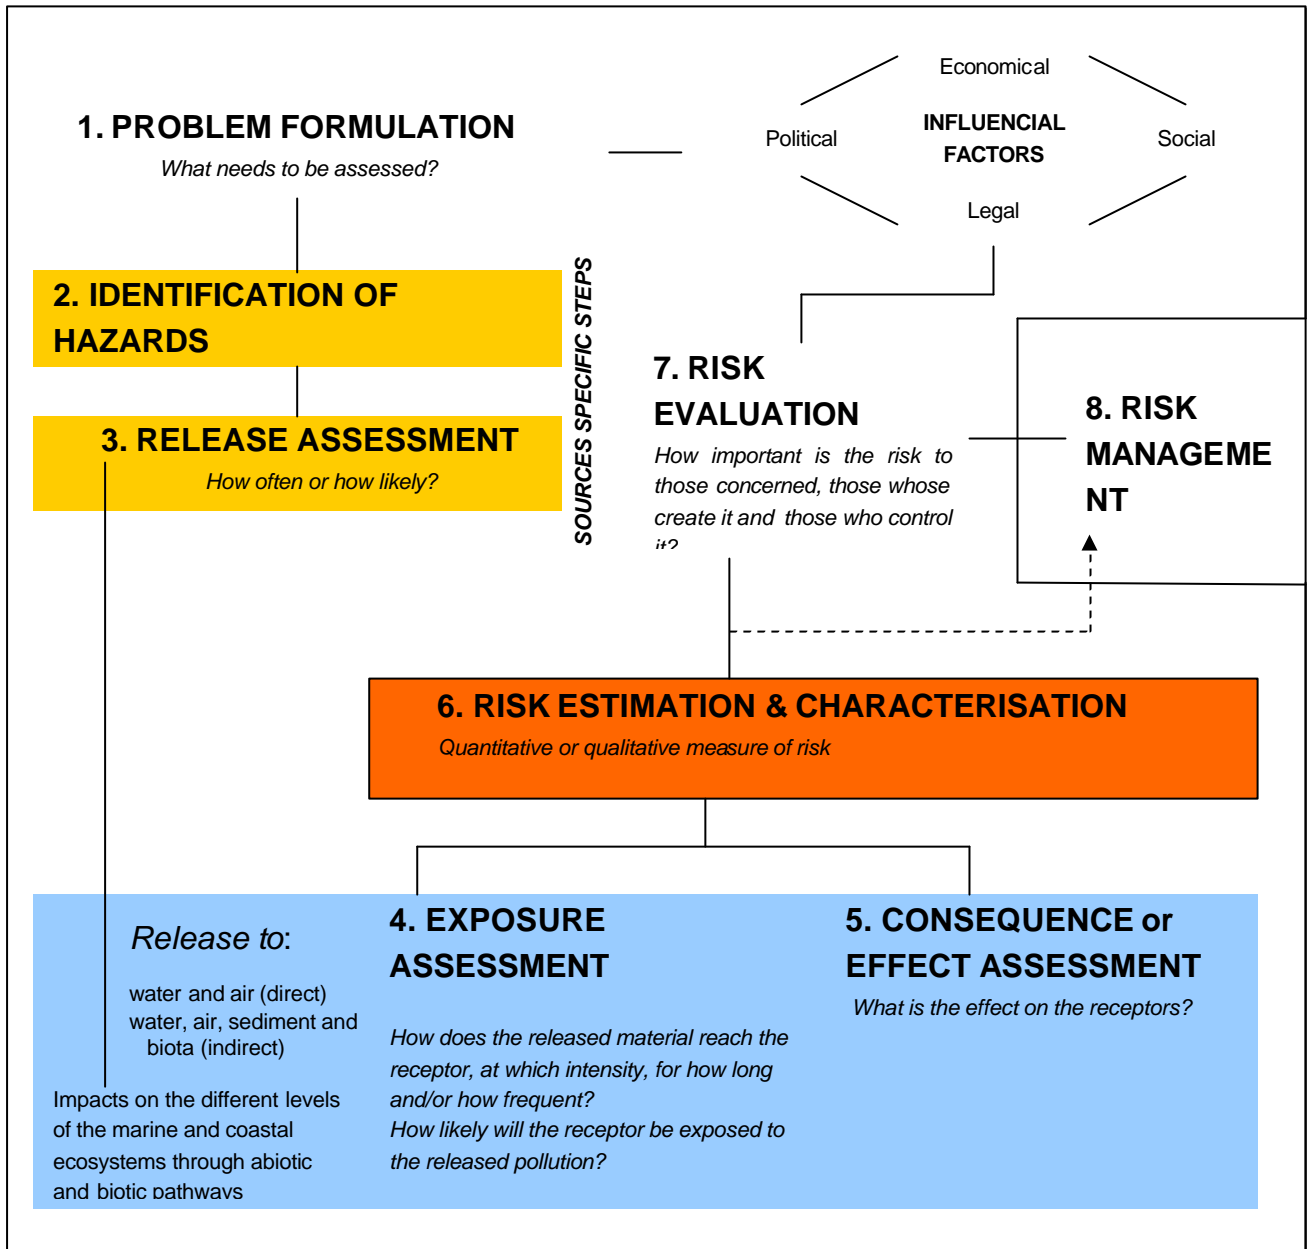 1. PROBLEM FORMULATION
What needs to be assessed?
Economical
Political
INFLUENCIAL
FACTORS
Social
Legal
2. IDENTIFICATION OF
HAZARDS
3. RELEASE ASSESSMENT
How often or how likely?
SOURCES SPECIFIC STEPS
7. RISK
EVALUATION
How important is the risk to
those concerned, those whose
create it and those who control
it?
8. RISK
MANAGEME
NT
6. RISK ESTIMATION & CHARACTERISATION
Quantitative or qualitative measure of risk
Release to:
water and air (direct)
water, air, sediment and
biota (indirect)
Impacts on the different levels
of the marine and coastal
ecosystems through abiotic
and biotic pathways
4. EXPOSURE
ASSESSMENT
How does the released material reach the
receptor, at which intensity, for how long
and/or how frequent?
How likely will the receptor be exposed to
the released pollution?
5. CONSEQUENCE or
EFFECT ASSESSMENT
What is the effect on the receptors?